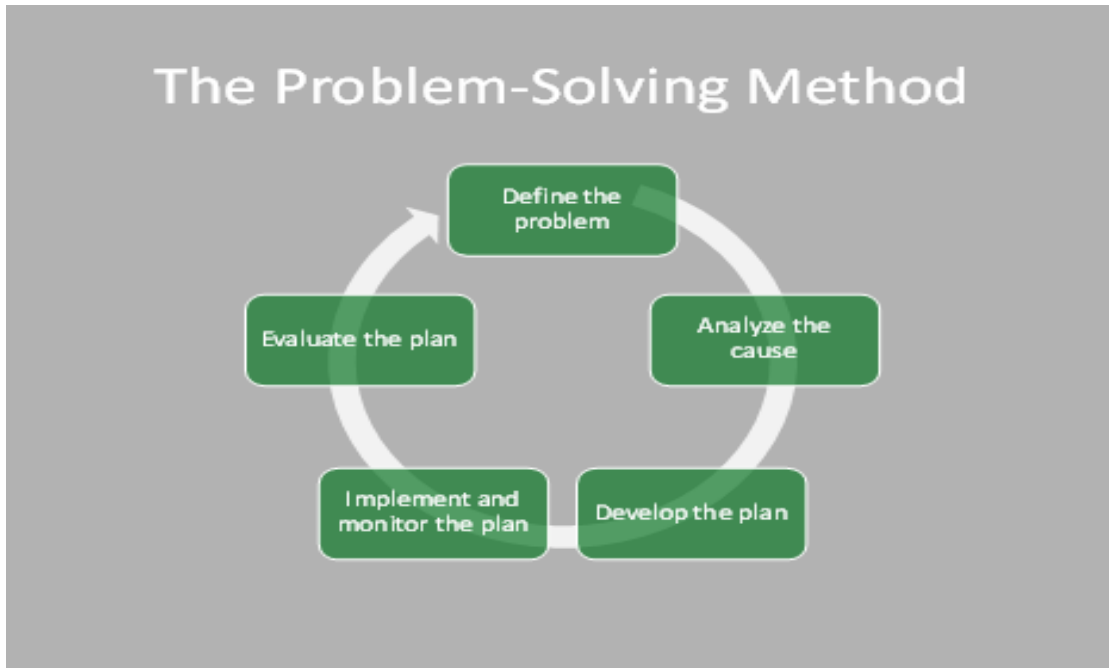 The Problem-Solving Method
Define the
problem
Analyze the
cause
Develop the plan
Implement and
monitor the plan
Evaluate the plan